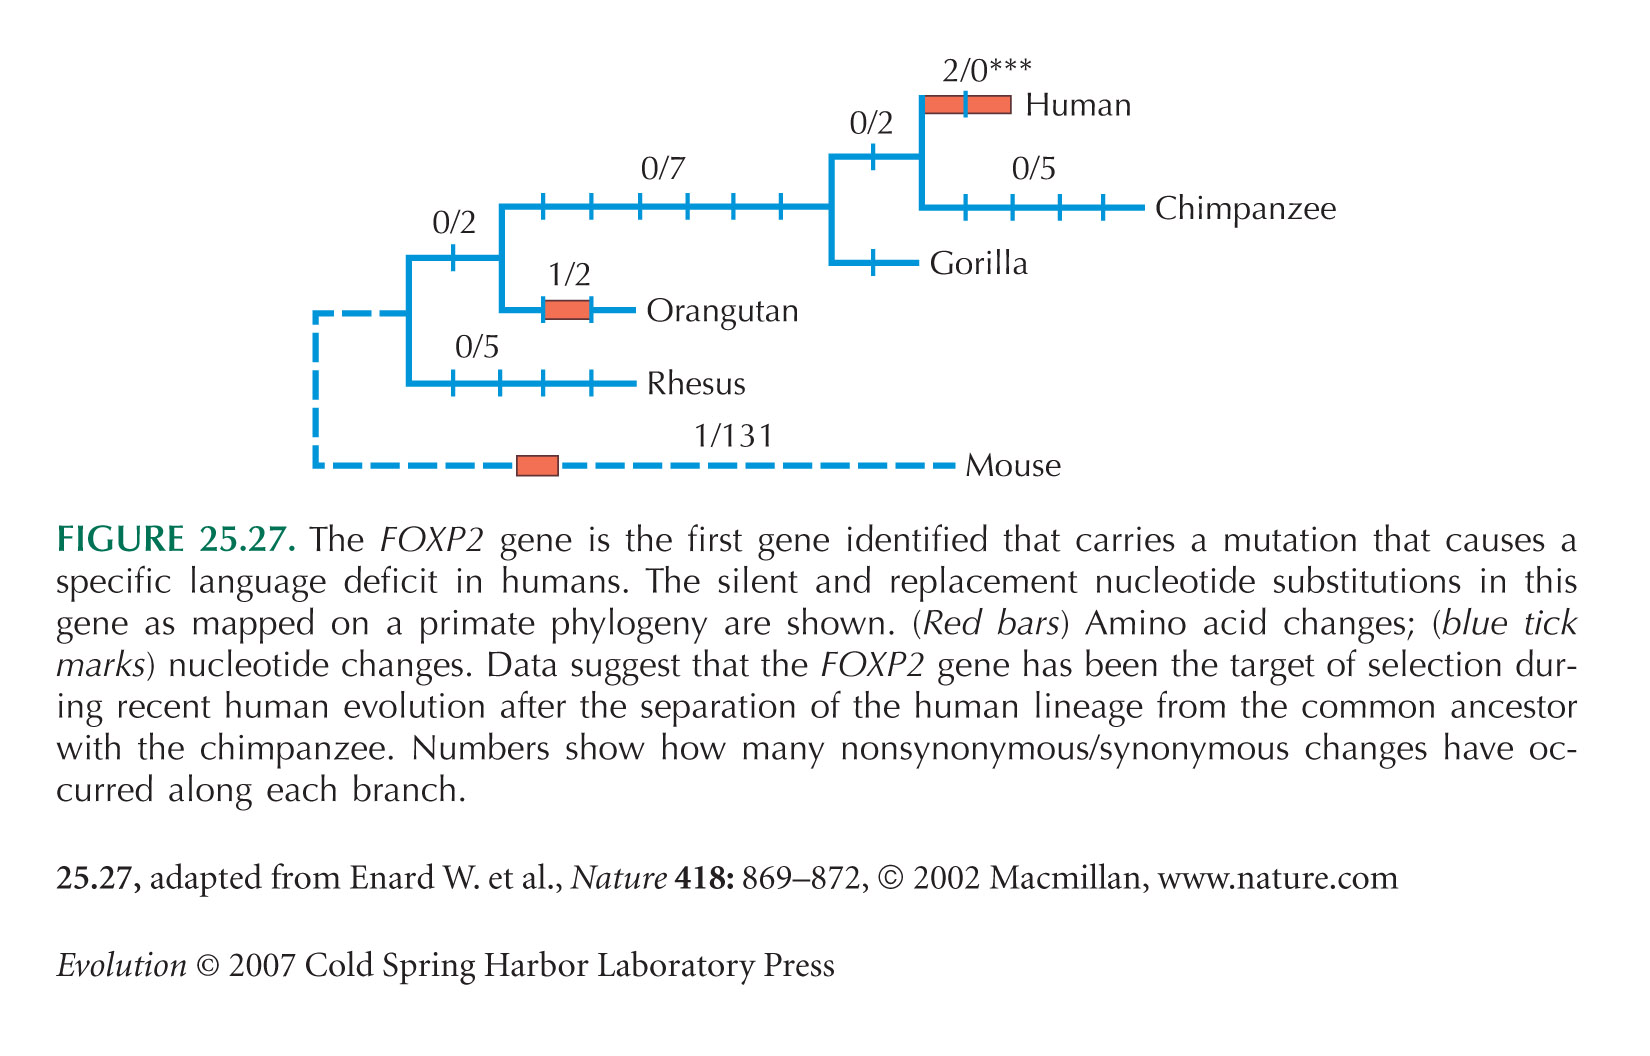 2/0***
Human
0/2
0/7
0/5
Chimpanzee
0/2
Gorilla
1/2
Orangutan
0/5
Rhesus
1/131
Mouse
FIGURE 25.27. The FOXP2 gene is the first gene identified that carries a mutation that causes a
specific language deficit in humans. The silent and replacement nucleotide substitutions in this
gene as mapped on a primate phylogeny are shown. (Red bars) Amino acid changes; (blue tick
marks) nucleotide changes. Data suggest that the FOXP2 gene has been the target of selection dur-
ing recent human evolution after the separation of the human lineage from the common ancestor
with the chimpanzee. Numbers show how many nonsynonymous/synonymous changes have oc-
curred along each branch.
25.27, adapted from Enard W. et al., Nature 418: 869–872, © 2002 Macmillan, www.nature.com
Evolution © 2007 Cold Spring Harbor Laboratory Press